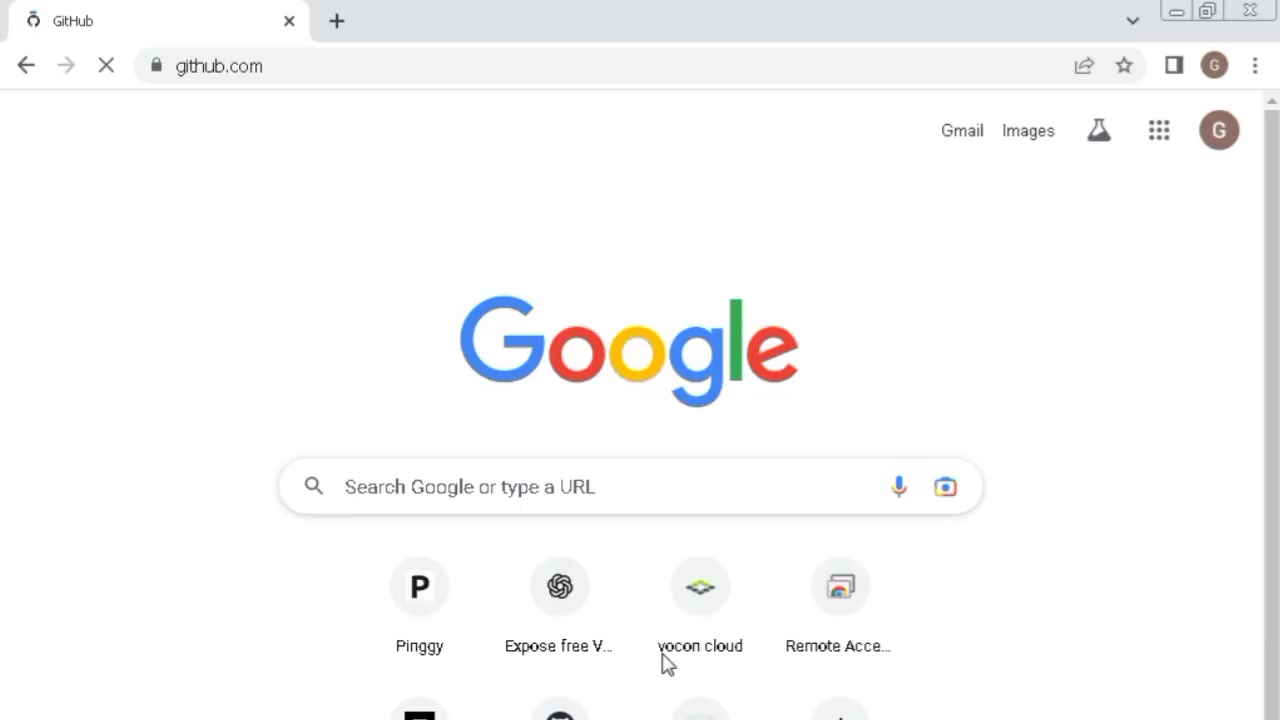 GitHub
github.com
G
Gmail Images
G
Google
Search Google or type a URL
P
Pinggy Expose free V... vocon cloud Remote Acce...